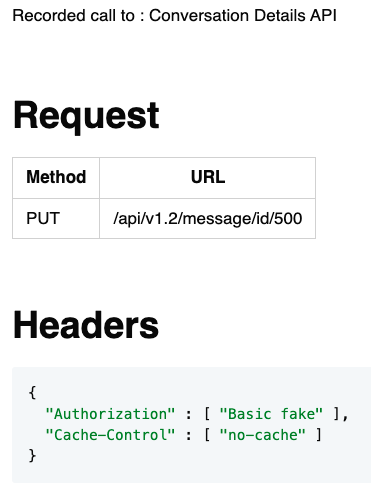 Recorded call to : Conversation Details API
Request
Method URL
PUT /api/v1.2/message/id/500
Headers
{
"Authorization" : [ "Basic fake" ],
"Cache-Control" : [ "no-cache" ]
}